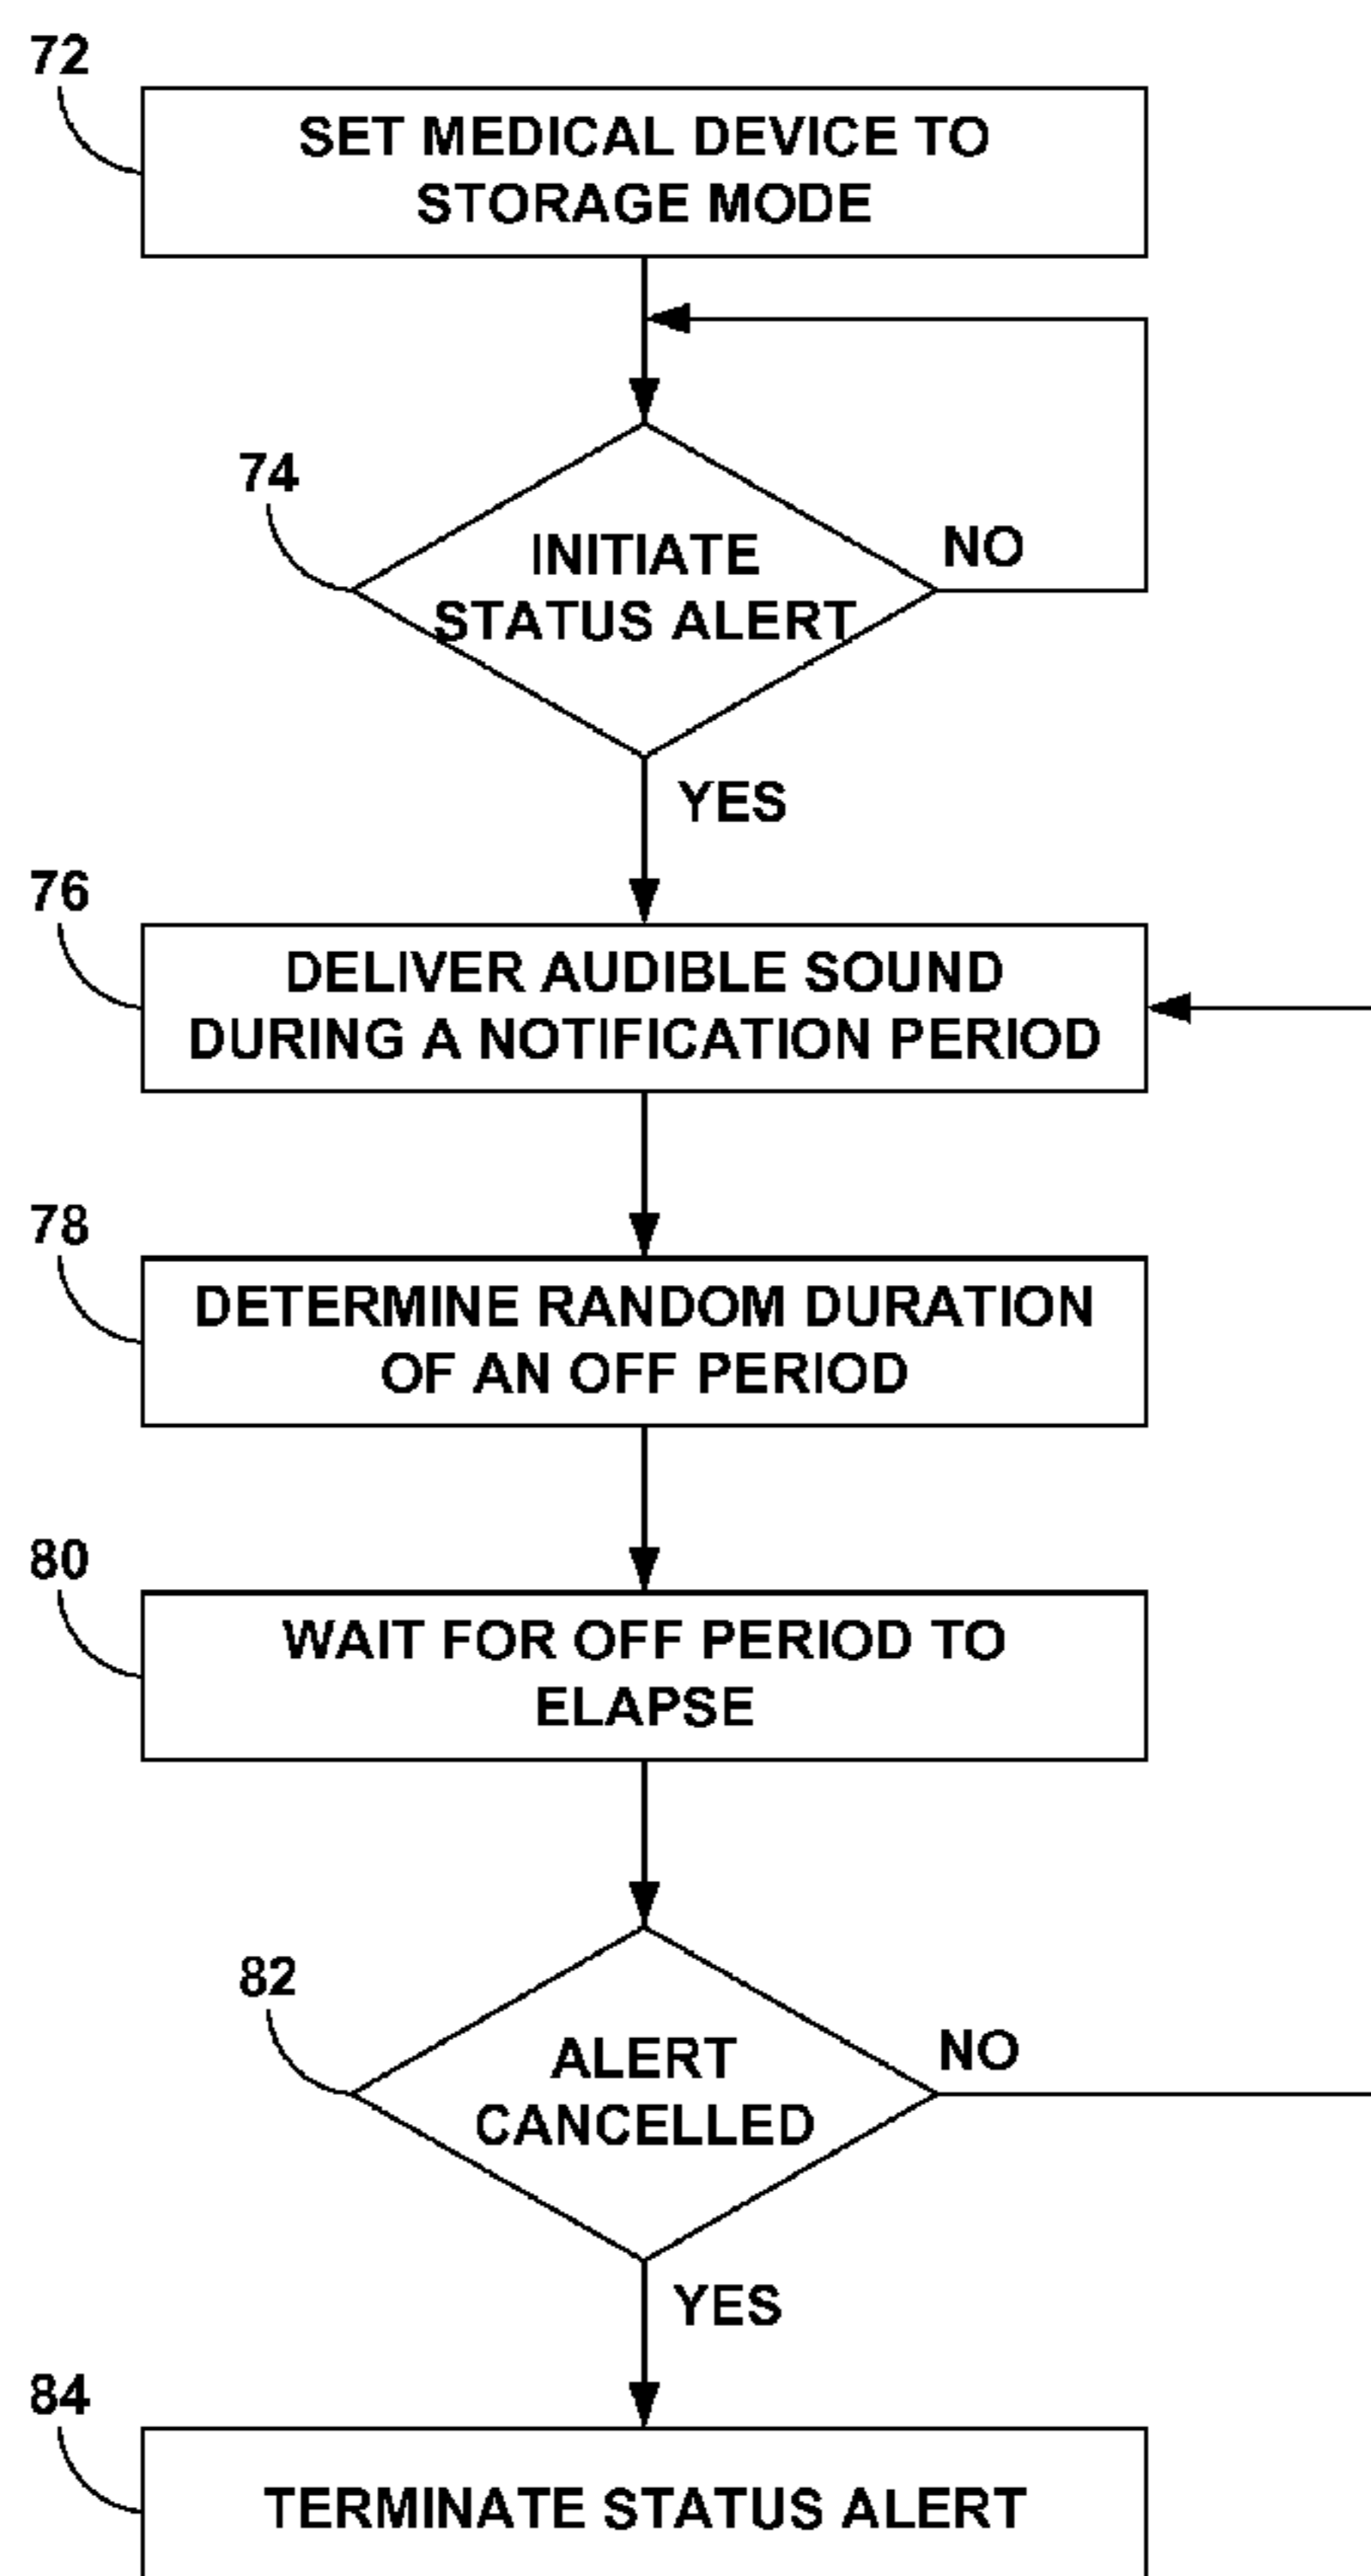 72
SET MEDICAL DEVICE TO
STORAGE MODE
74
INITIATE
STATUS ALERT
NO
YES
76
DELIVER AUDIBLE SOUND
DURING A NOTIFICATION PERIOD
78
DETERMINE RANDOM DURATION
OF AN OFF PERIOD
80
WAIT FOR OFF PERIOD TO
ELAPSE
82
ALERT
CANCELLED
NO
YES
84
TERMINATE STATUS ALERT